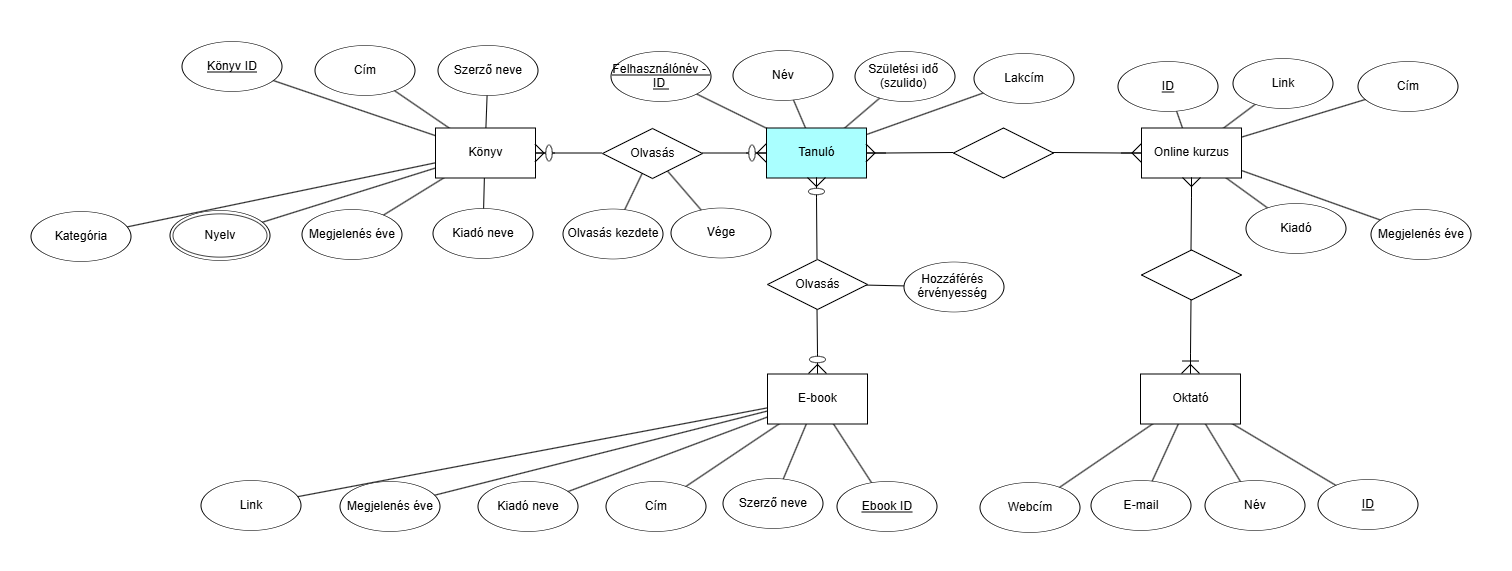 Könyv ID
Cím
Szerző neve
Felhasználónév -
ID
Név
Születési idő
(szulido)
Lakcím
ID
Link
Cím
Könyv
Olvasás
Tanuló
Online kurzus
Kategória
Nyelv
Megjelenés éve
Kiadó neve
Olvasás kezdete
Vége
Kiadó
Megjelenés éve
Olvasás
Hozzáférés
érvényesség
E-book
Oktató
Link
Megjelenés éve
Kiadó neve
Cím
Szerző neve
Ebook ID
Webcím
E-mail
Név
ID